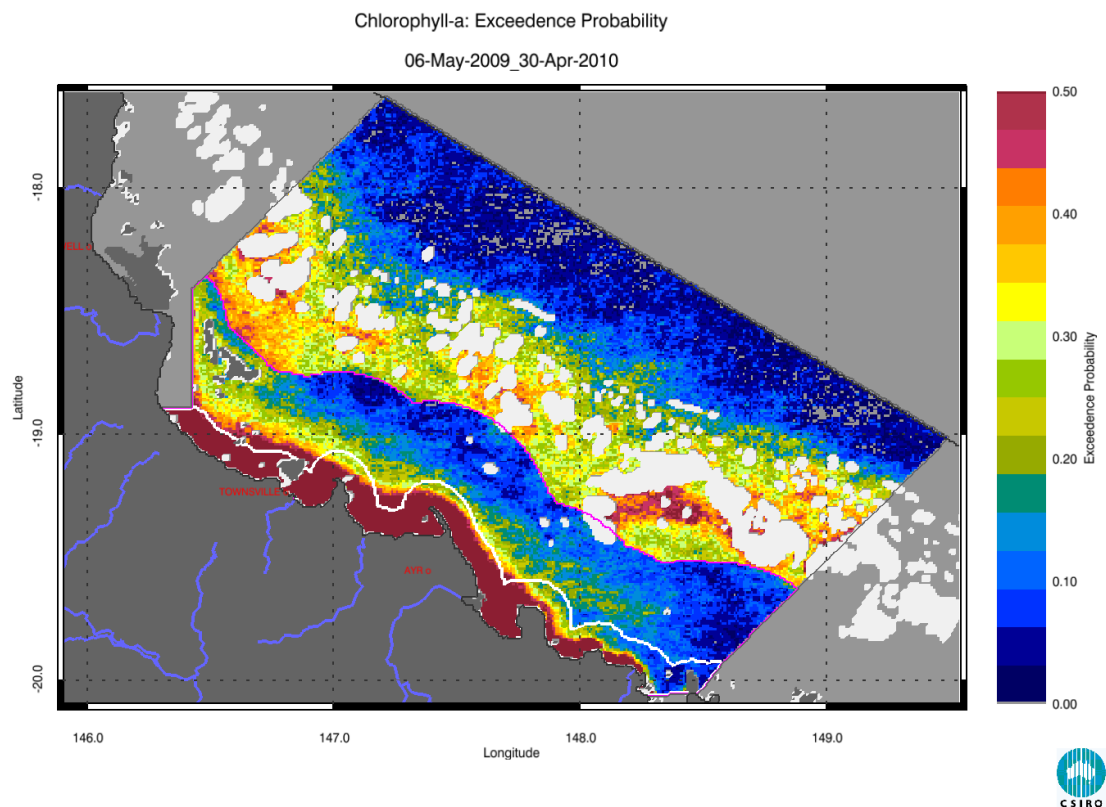 Chlorophyll-a: Exceedence Probability
06-May-2009_30-Apr-2010
0.50
0.40
0.30
0.20
0.10
0.00
Exceedence Probability
-18.0
-19.0
-20.0
Latitude
ELL
TOWNSVILLE
AYR
146.0
147.0
148.0
149.0
Longitude
CSIRO